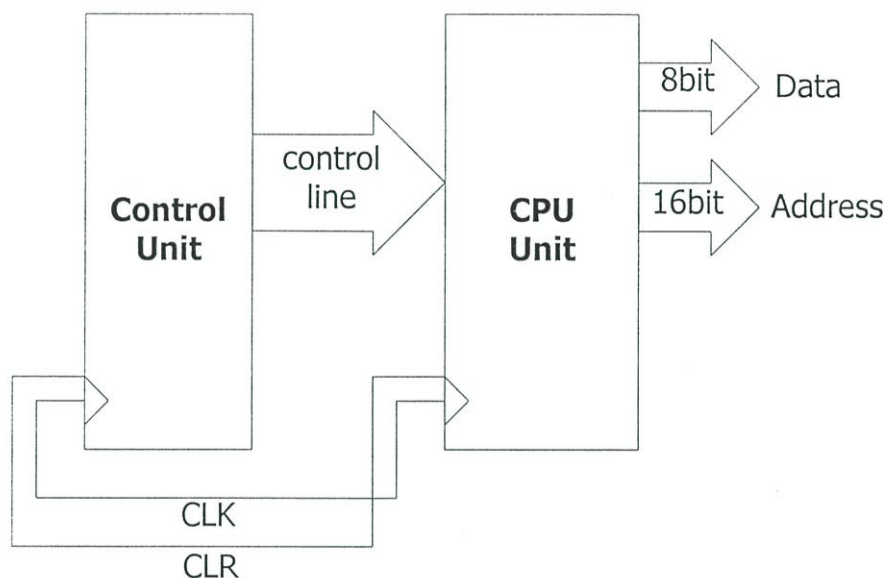 Control
Unit
control
line
CPU
Unit
8bit
Data
16bit
Address
CLK
CLR